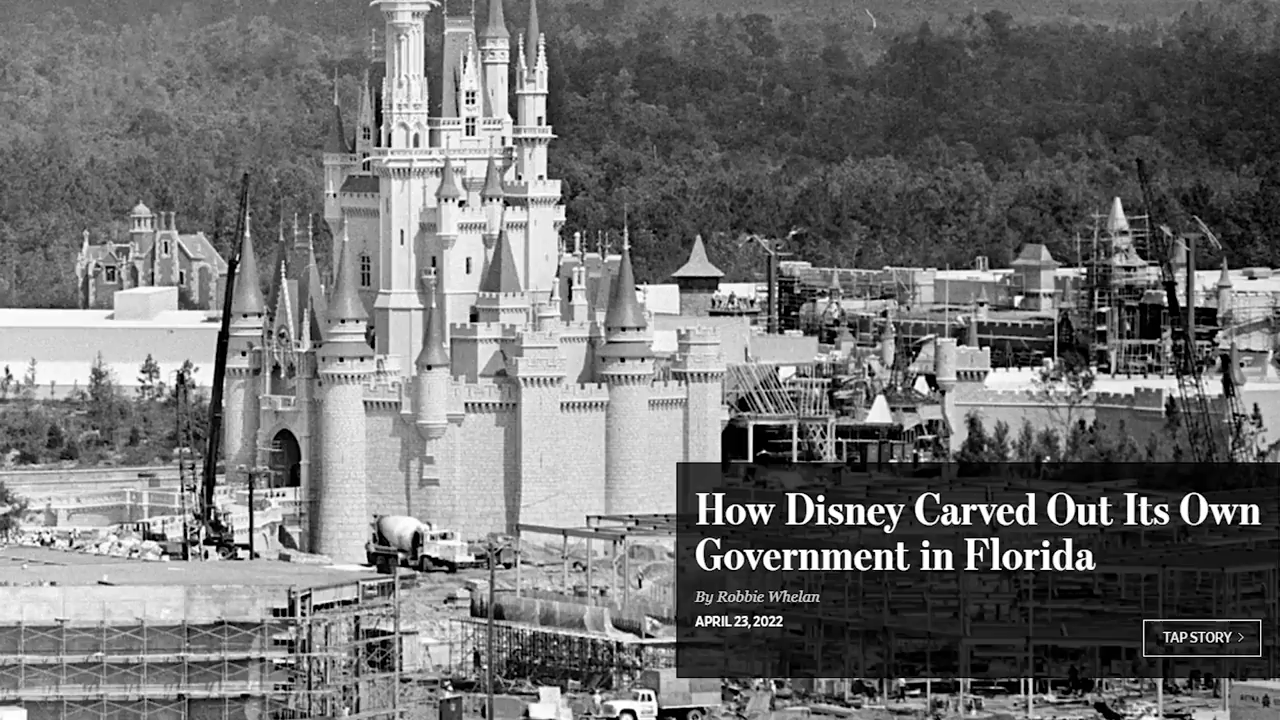 How Disney Carved Out Its Own
Government in Florida
By Robbie Whelan
APRIL 23, 2022
TAP STORY >